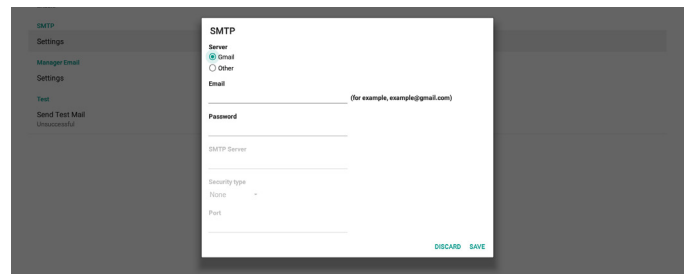 SMTP
Settings
Manager Email
Settings
Test
Send Test Mail
Unsuccessful
SMTP
Server
Gmail
Other
Email
(for example, example@gmail.com)
Password
SMTP Server
Security type
None
Port
DISCARD SAVE